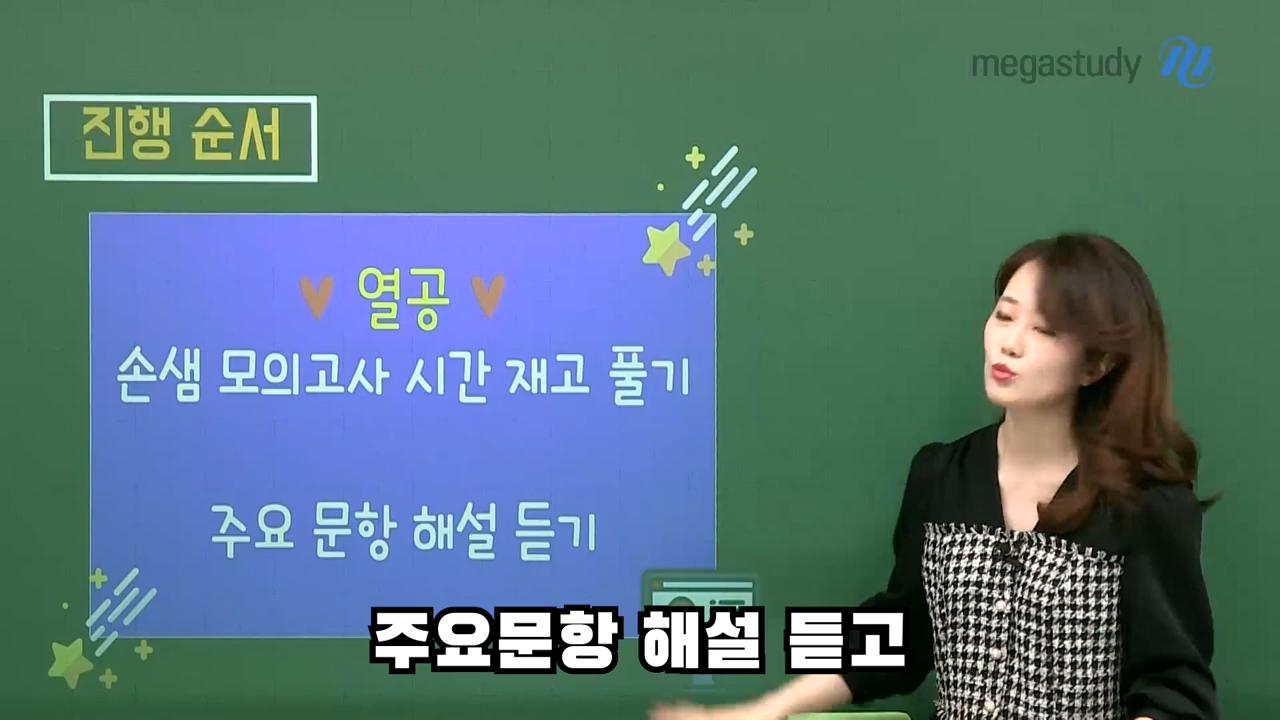 megastudy
진행 순서
열공
손샘 모의고사 시간 재고 풀기
주요 문항 해설 듣기
주요문항 해설 듣고